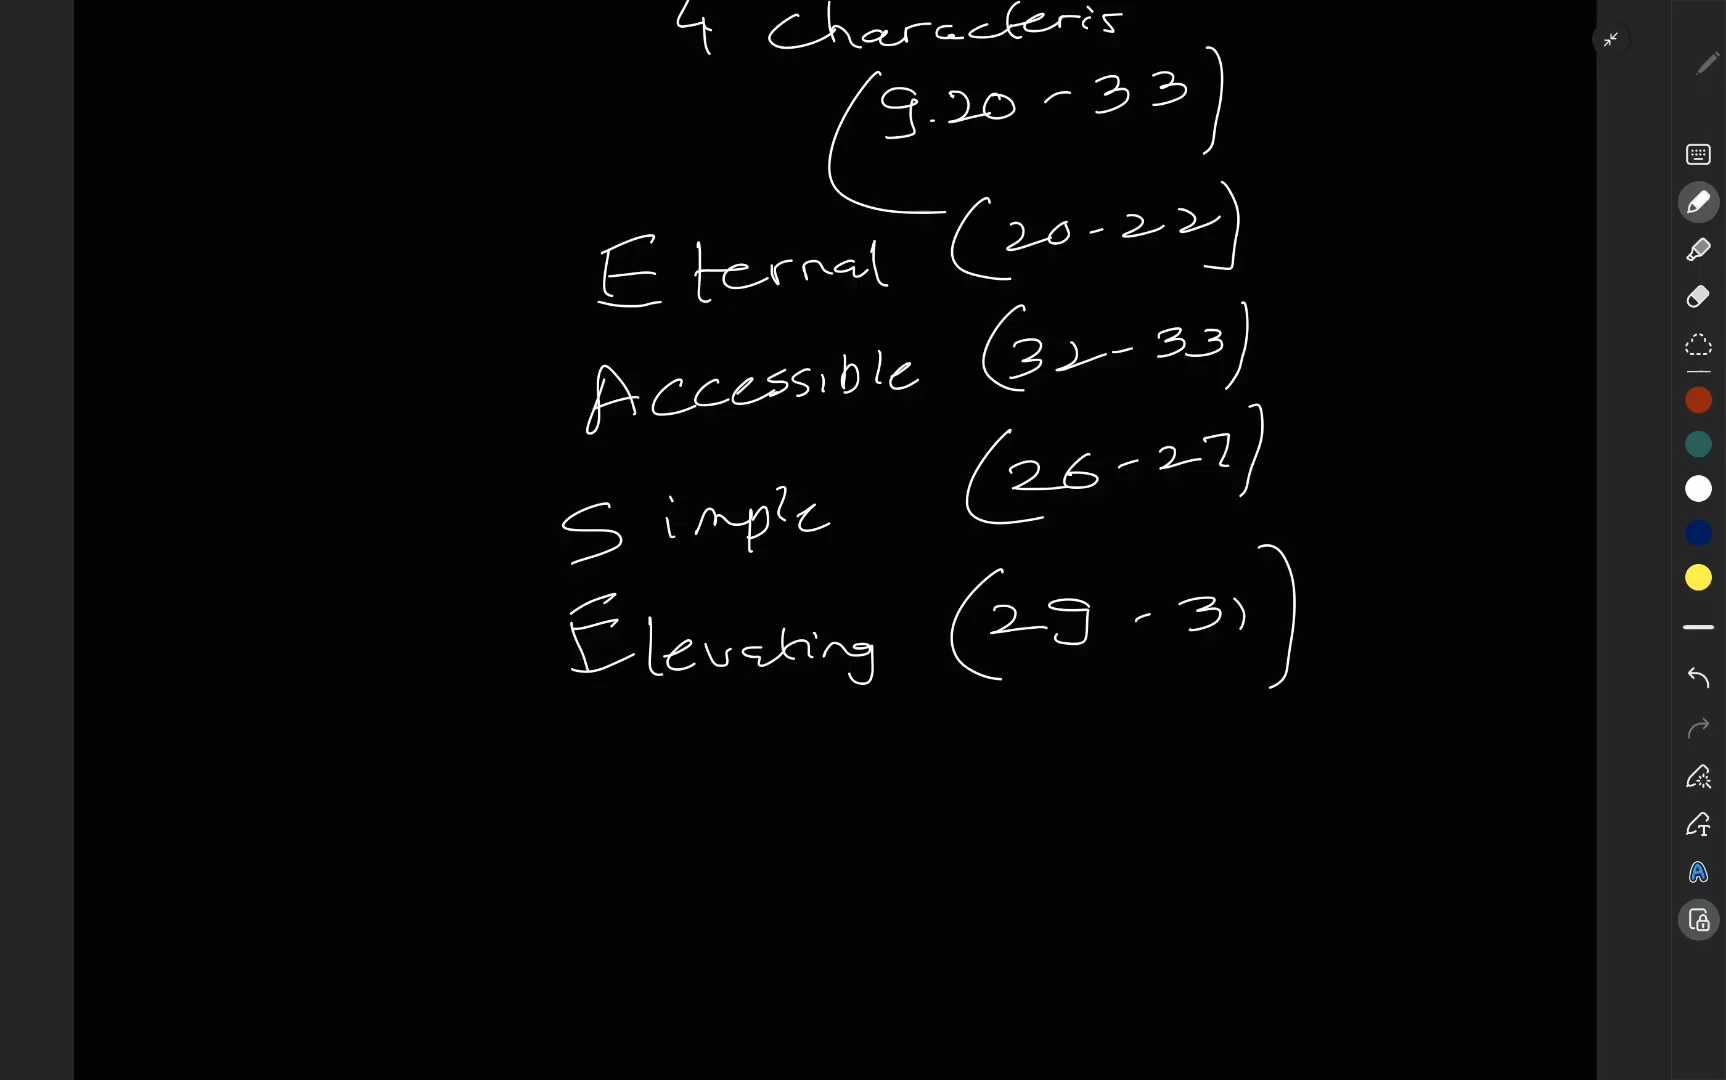 4 characteris
(9.20 - 33)
Eternal (20 - 22)
Accessible (32 - 33)
Simple (26 - 27)
Elevating (29 - 31)